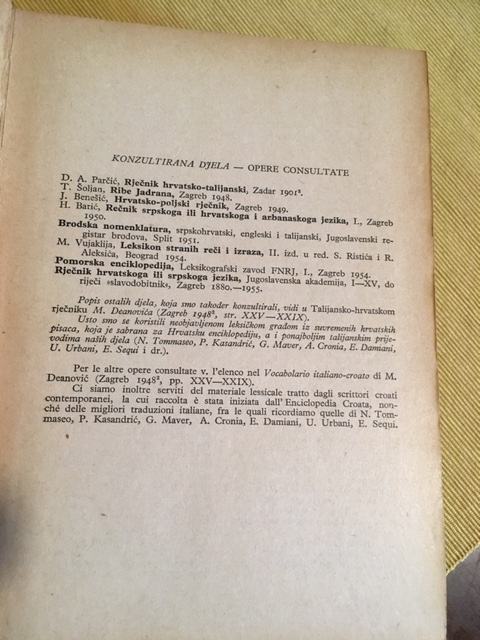 KONZULTIRANA DJELA — OPERE CONSULTATE
D. A. Parčić, Rječnik hrvatsko-talijanski, Zadar 1901³.
T. Šoljan, Ribe Jadrana, Zagreb 1948.
J. Benešić, Hrvatsko-poljski rječnik, Zagreb 1949.
H. Barić, Rečnik srpskoga ili hrvatskoga i arbanaskoga jezika, I., Zagreb
1950.
Brodska nomenklatura, srpskohrvatski, engleski i talijanski, Jugoslavenski re-
gistar brodova, Split 1951.
M. Vujaklija, Leksikon stranih reči i izraza, II. izd. u red. S. Ristića i R.
Aleksića, Beograd 1954.
Pomorska enciklopedija, Leksikografski zavod FNRJ, I., Zagreb 1954.
Rječnik hrvatskoga ili srpskoga jezika, Jugoslavenska akademija, I—XV, do
riječi »slavodobitnik«, Zagreb 1880.—1955.
Popis ostalih djela, koja smo također konzultirali, vidi u Talijansko-hrvatskom
rječniku M. Deanovića (Zagreb 1948², str. XXV—XXIX).
Usto smo se koristili neobjavljenom leksičkom gradom iz suvremenih hrvatskih
pisaca, koja je sabrana za Hrvatsku enciklopediju, a i ponajboljim talijanskim prije-
vodima naših djela (N. Tommaseo, P. Kasandrić, G. Maver, A. Cronia, E. Damiani,
U. Urbani, E. Sequi i dr.).
Per le altre opere consultate v. l'elenco nel Vocabolario italiano-croato di M.
Deanović (Zagreb 1948², pp. XXV—XXIX).
Ci siamo inoltre serviti del materiale lessicale tratto dagli scrittori croati
contemporanei, la cui raccolta è stata iniziata dall'Enciclopedia Croata, non-
ché delle migliori traduzioni italiane, fra le quali ricordiamo quelle di N. Tom-
maseo, P. Kasandrić, G. Maver, A. Cronia, E. Damiani, U. Urbani, E. Sequi.